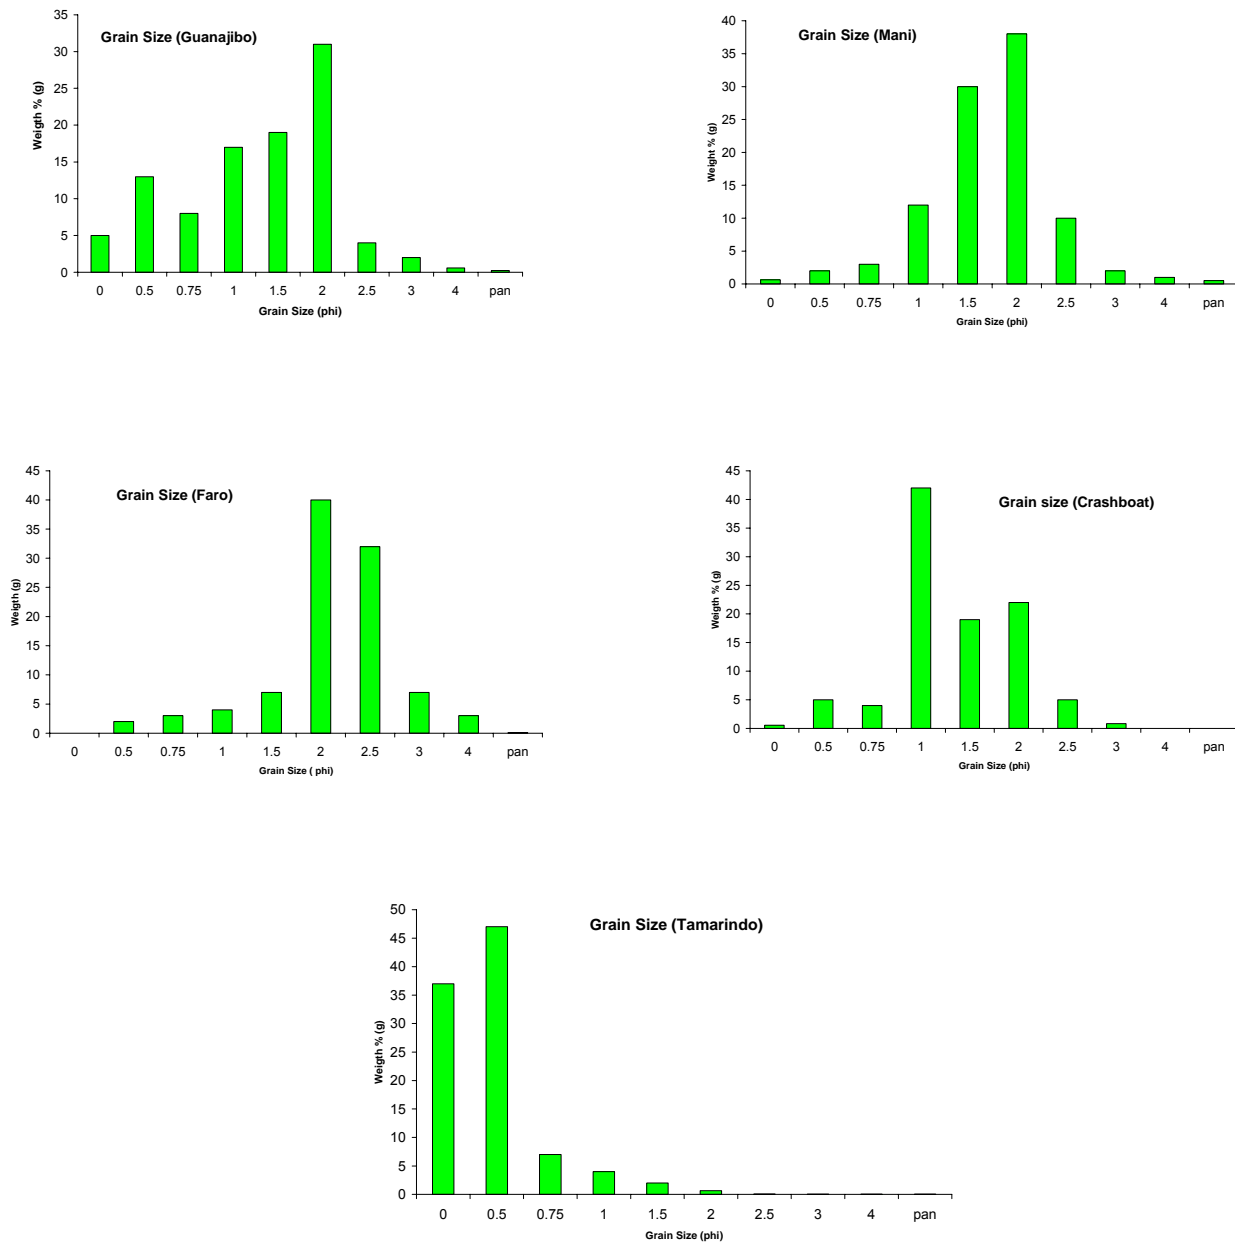 Grain Size (Guanajibo)
Weigth % (g)
35
30
25
20
15
10
5
0
0 0.5 0.75 1 1.5 2 2.5 3 4 pan
Grain Size (phi)
Grain Size (Mani)
Weight % (g)
40
35
30
25
20
15
10
5
0
0 0.5 0.75 1 1.5 2 2.5 3 4 pan
Grain Size (phi)
Grain Size (Faro)
Weigth (g)
45
40
35
30
25
20
15
10
5
0
0 0.5 0.75 1 1.5 2 2.5 3 4 pan
Grain Size ( phi)
Grain size (Crashboat)
Weigth % (g)
45
40
35
30
25
20
15
10
5
0
0 0.5 0.75 1 1.5 2 2.5 3 4 pan
Grain Size (phi)
Grain Size (Tamarindo)
Weigth % (g)
50
45
40
35
30
25
20
15
10
5
0
0 0.5 0.75 1 1.5 2 2.5 3 4 pan
Grain Size (phi)